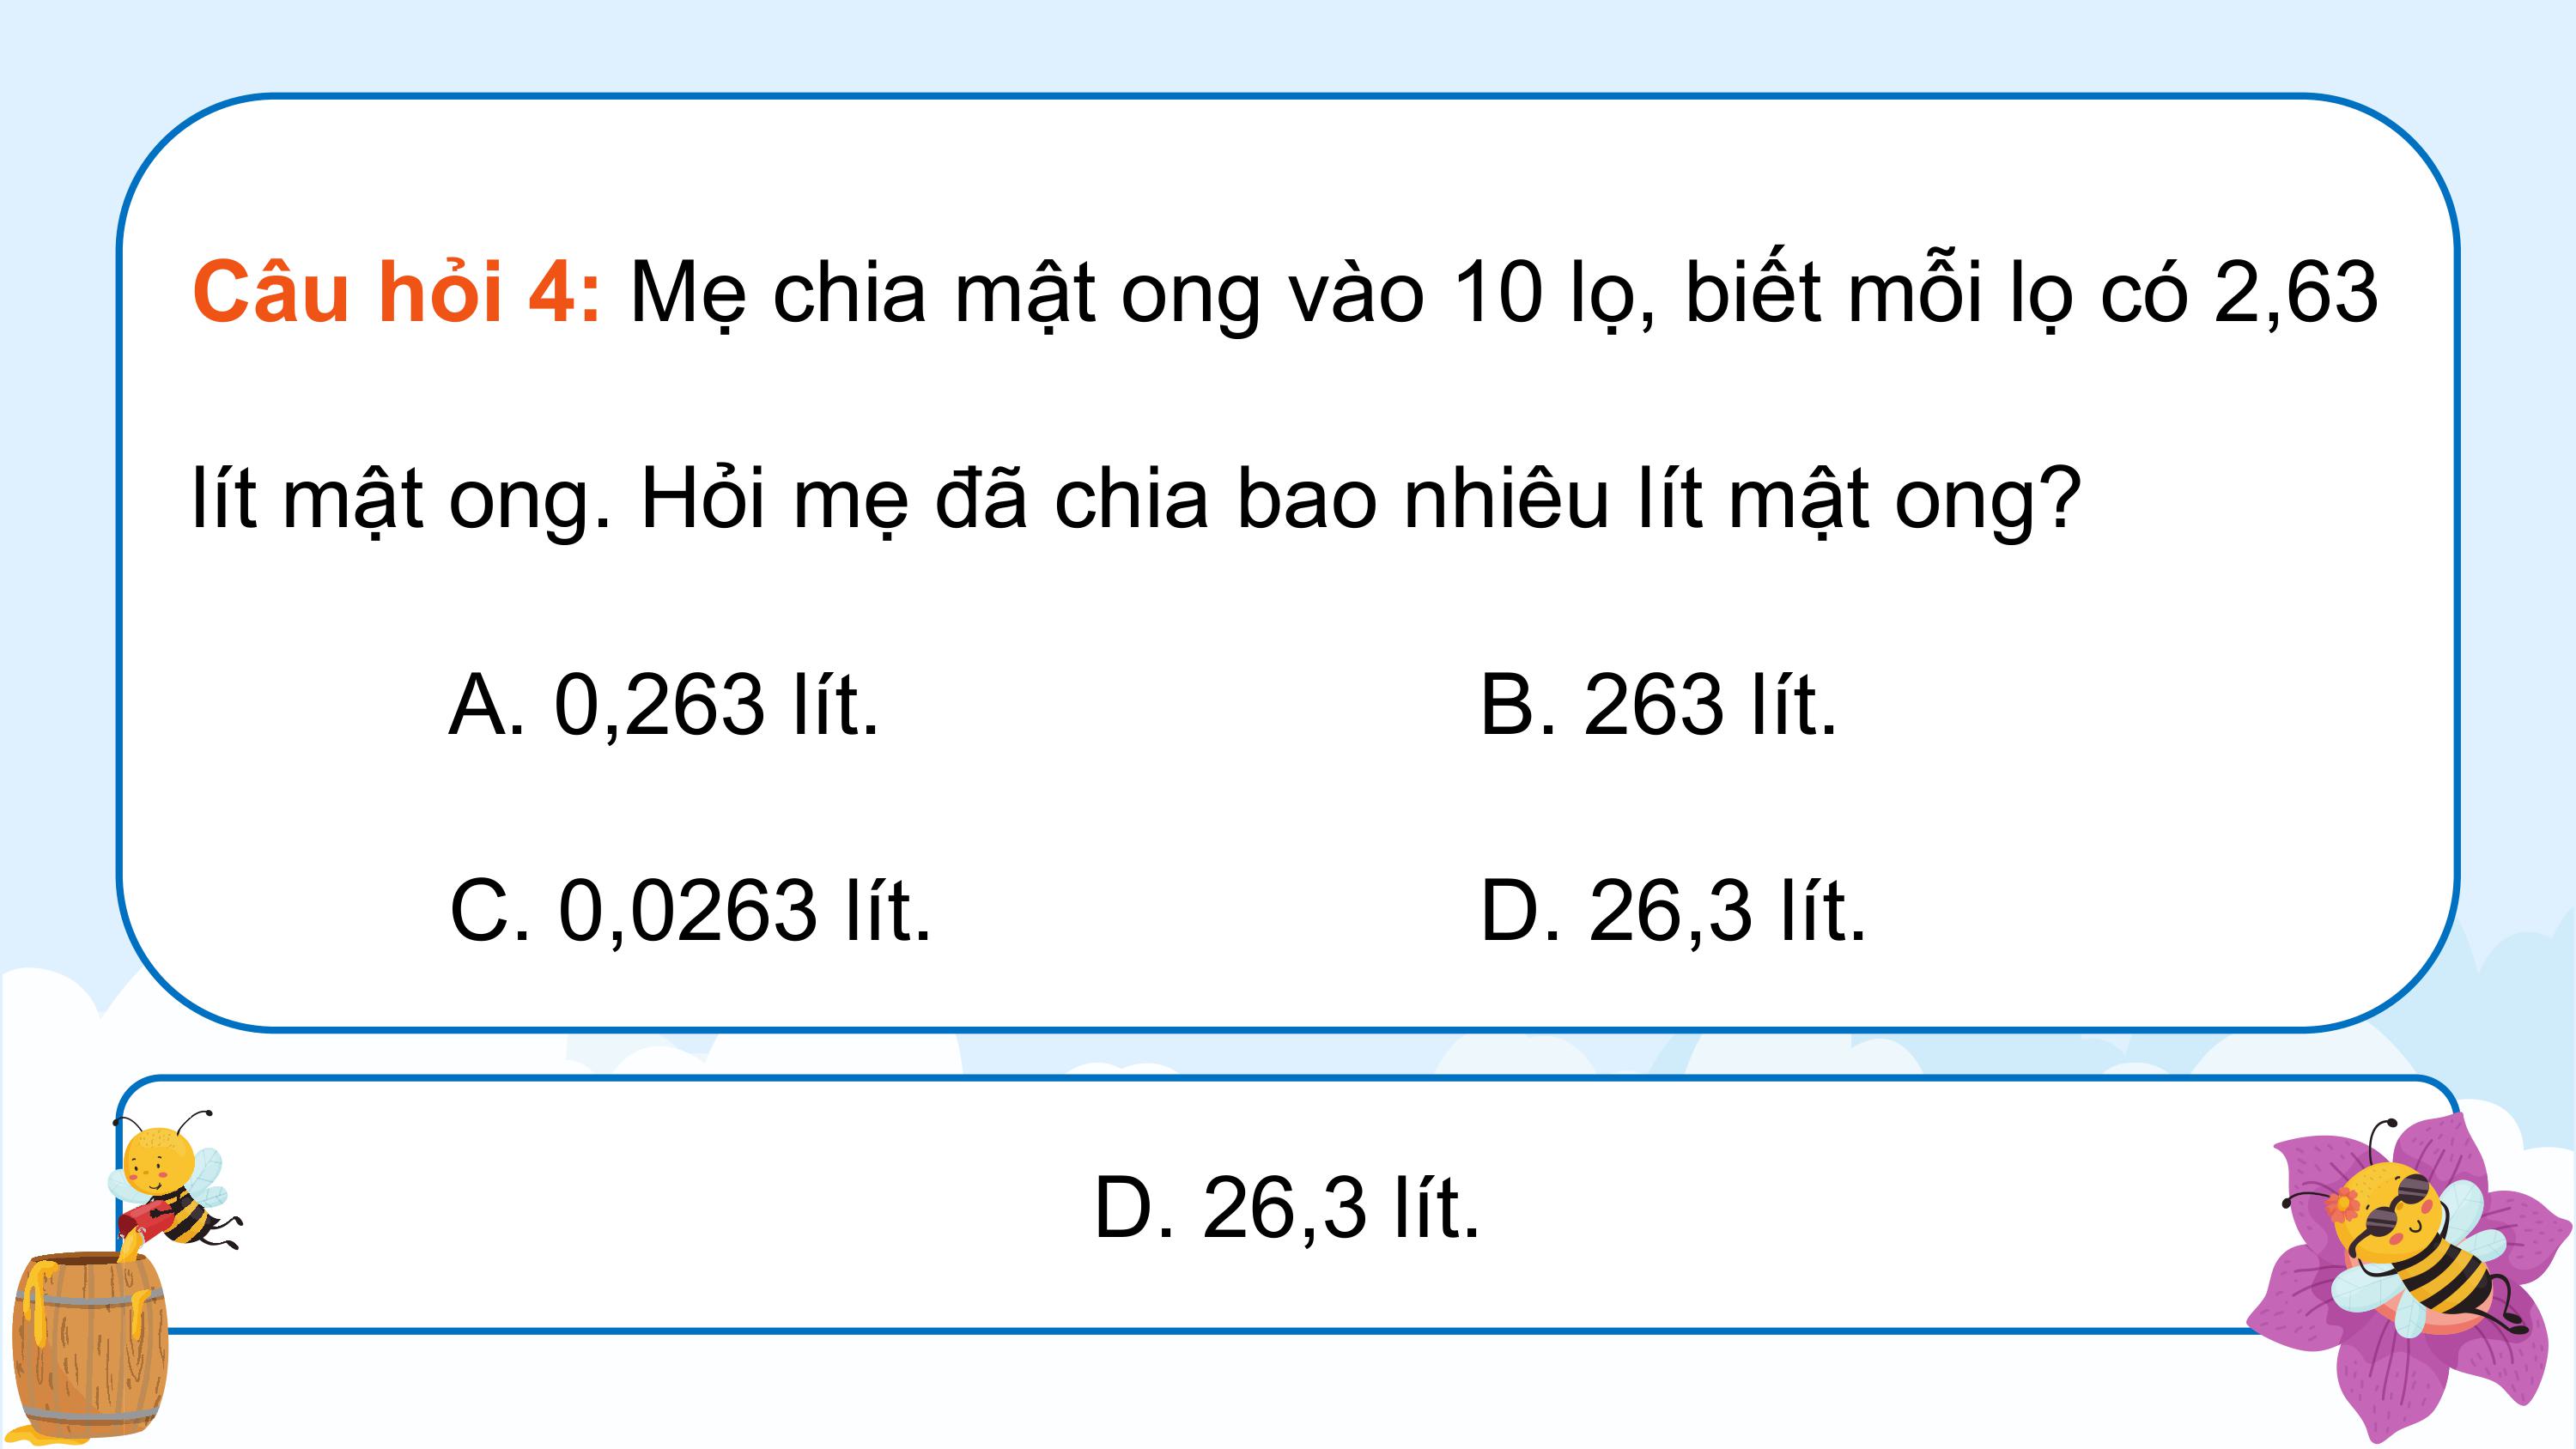 Câu hỏi 4: Mẹ chia mật ong vào 10 lọ, biết mỗi lọ có 2,63
lít mật ong. Hỏi mẹ đã chia bao nhiêu lít mật ong?
A. 0,263 lít. B. 263 lít.
C. 0,0263 lít. D. 26,3 lít.
D. 26,3 lít.